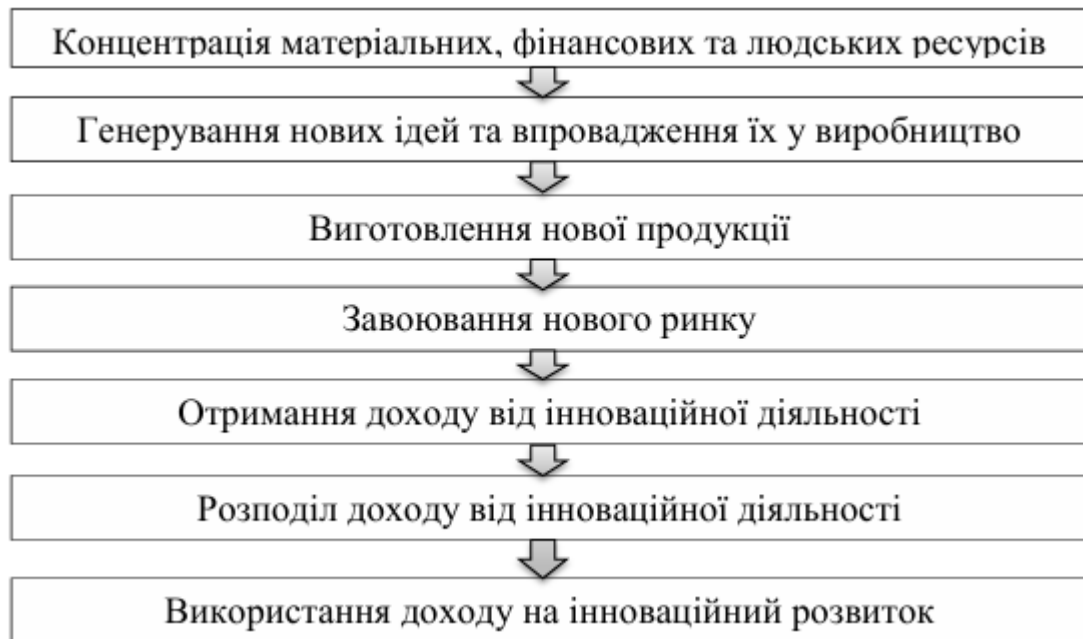 Концентрація матеріальних, фінансових та людських ресурсів
Генерування нових ідей та впровадження їх у виробництво
Виготовлення нової продукції
Завоювання нового ринку
Отримання доходу від інноваційної діяльності
Розподіл доходу від інноваційної діяльності
Використання доходу на інноваційний розвиток